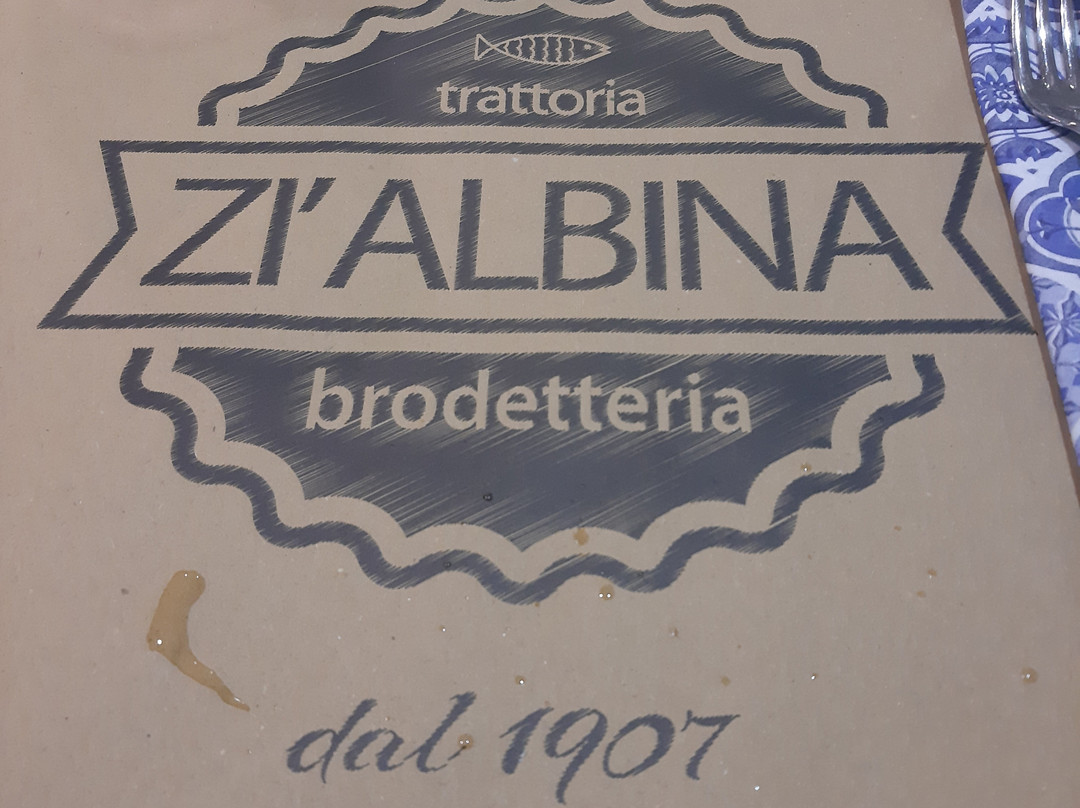 trattoria
ZI'ALBINA
brodetteria
dal 1907